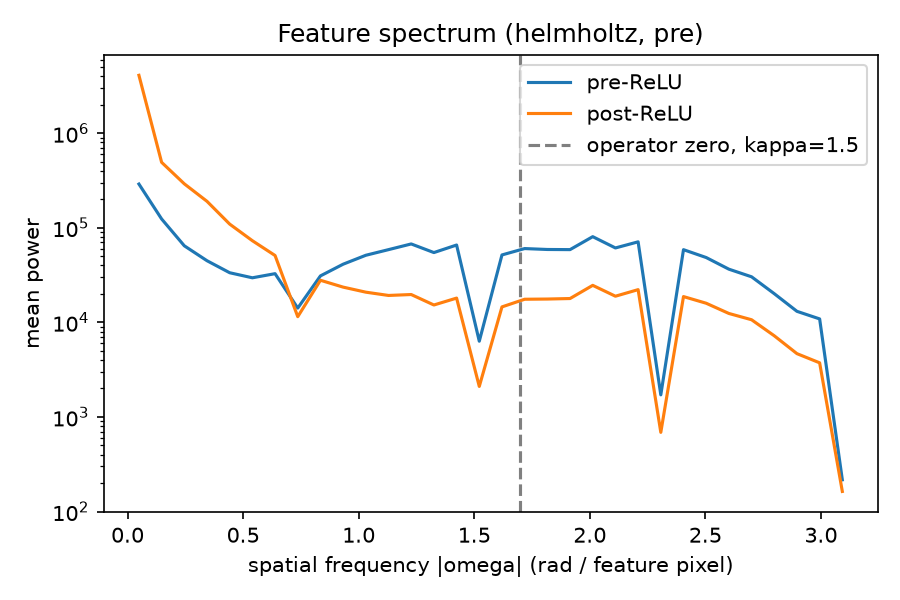 Feature spectrum (helmholtz, pre)
pre-ReLU
post-ReLU
operator zero, kappa=1.5
mean power
10^6
10^5
10^4
10^3
10^2
0.0 0.5 1.0 1.5 2.0 2.5 3.0
spatial frequency |omega| (rad / feature pixel)